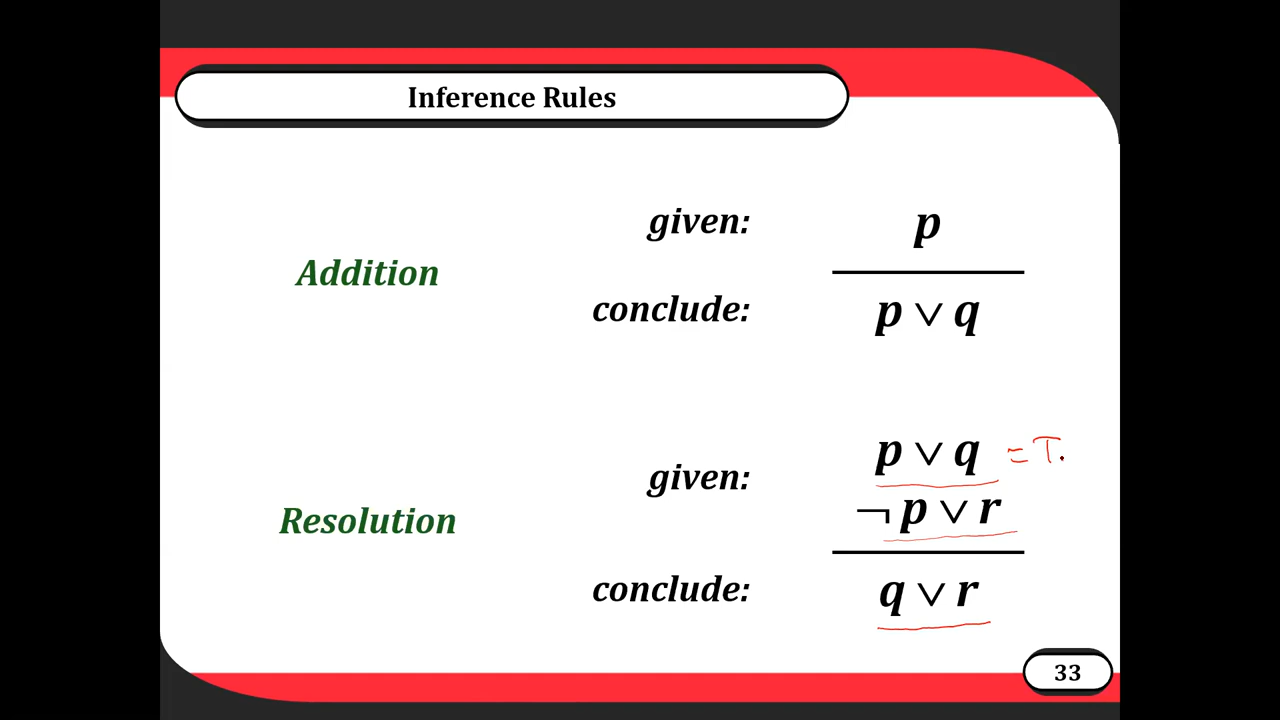 Inference Rules
Addition
given:
p
conclude:
p ∨ q
Resolution
given:
p ∨ q = T
¬ p ∨ r
conclude:
q ∨ r
33